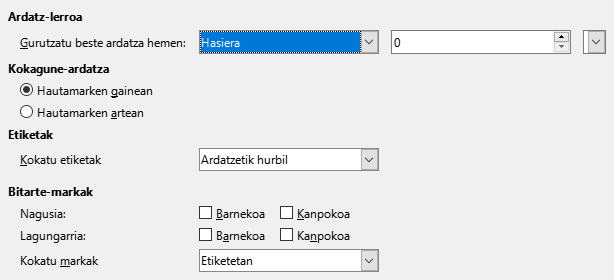 Ardatz-lerroa
Gurutzatu beste ardatza hemen: Hasiera 0
Kokagune-ardatza
Hautamarken gainean
Hautamarken artean
Etiketak
Kokatu etiketak Ardatzetik hurbil
Bitarte-markak
Nagusia: Barnekoa Kanpokoa
Lagungarria: Barnekoa Kanpokoa
Kokatu markak Etiketetan